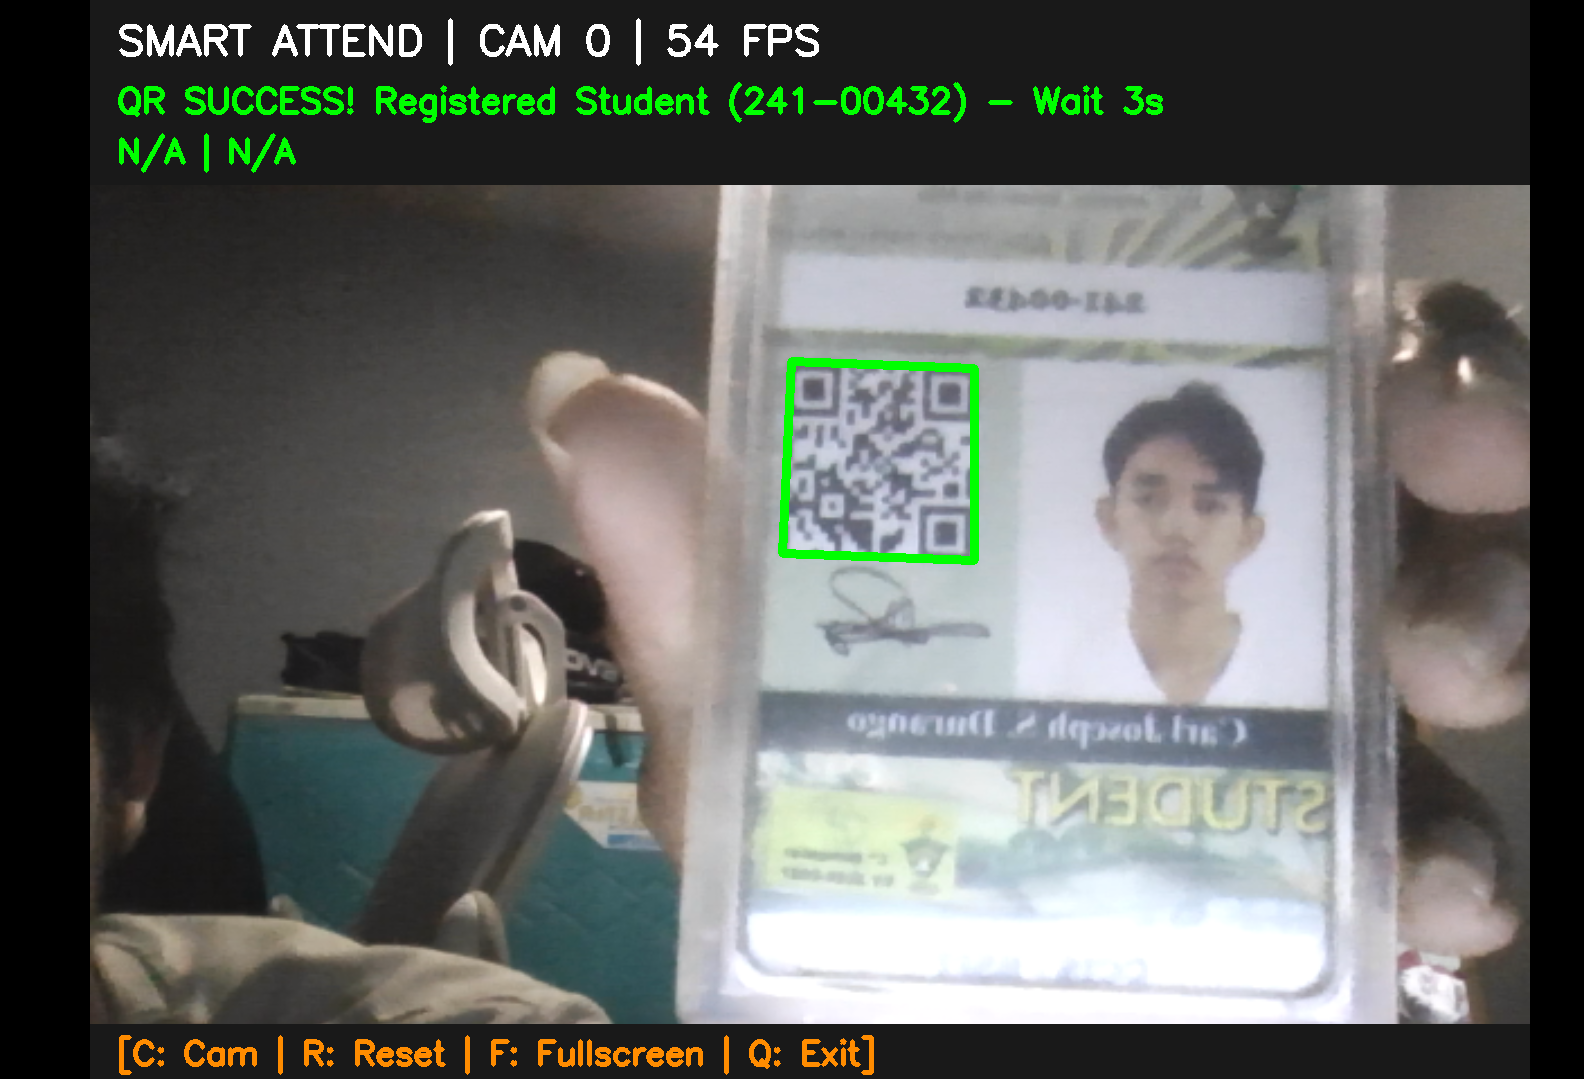 SMART ATTEND | CAM 0 | 54 FPS
QR SUCCESS! Registered Student (241-00432) - Wait 3s
N/A | N/A
241-00432
Carl Joseph S. Durango
STUDENT
[C: Cam | R: Reset | F: Fullscreen | Q: Exit]